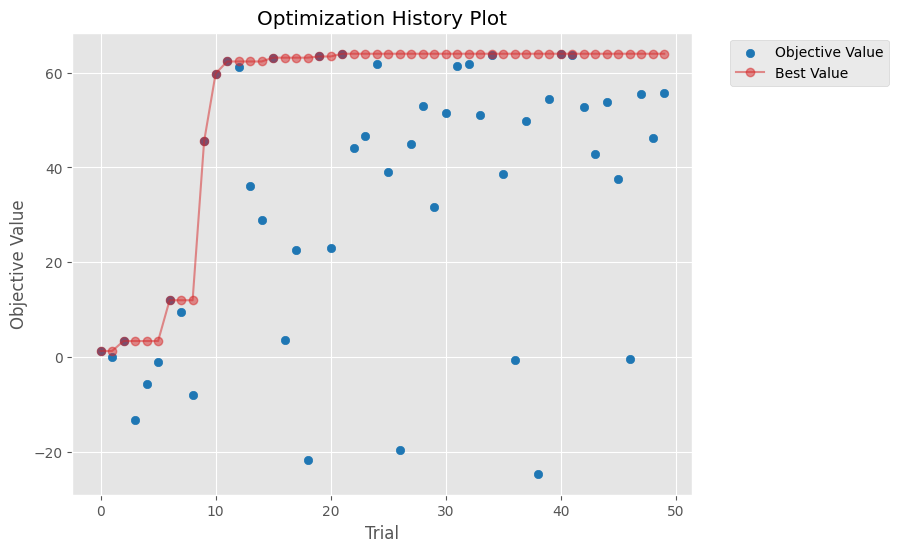 Optimization History Plot
Objective Value
Best Value
Objective Value
60
40
20
0
−20
0 10 20 30 40 50
Trial